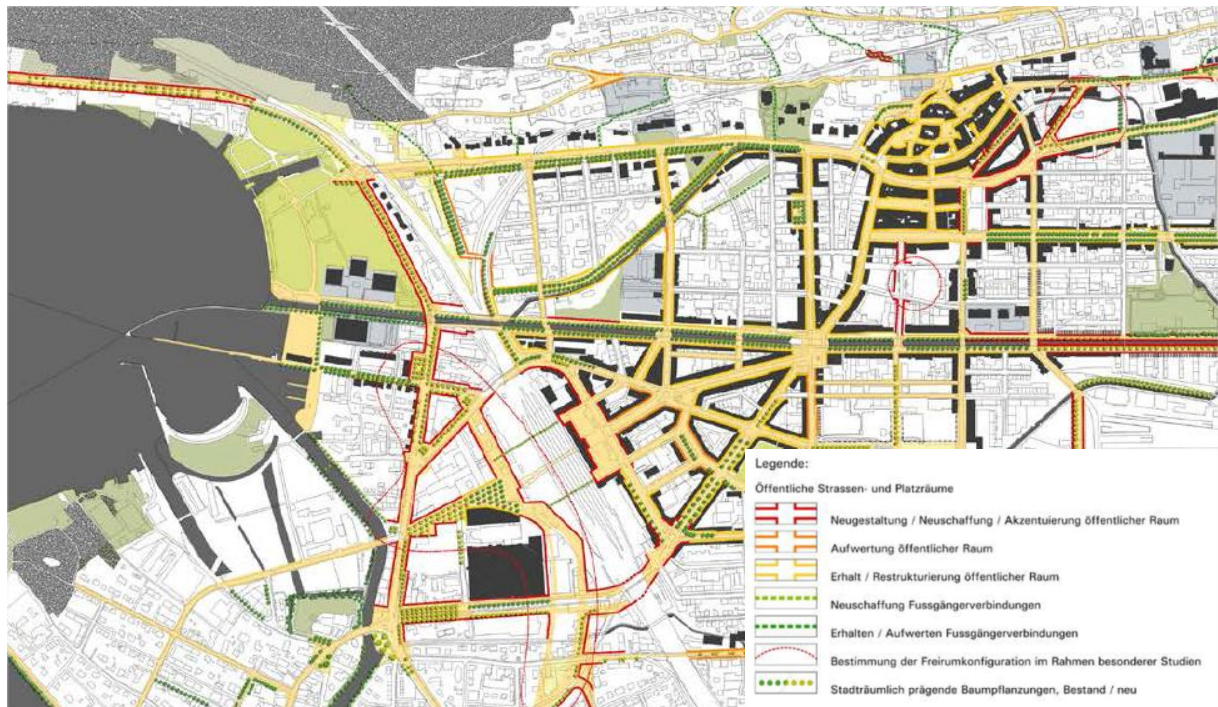 Legende:
Öffentliche Strassen- und Platzräume
Neugestaltung / Neuschaffung / Akzentuierung öffentlicher Raum
Aufwertung öffentlicher Raum
Erhalt / Restrukturierung öffentlicher Raum
Neuschaffung Fussgängerverbindungen
Erhalten / Aufwerten Fussgängerverbindungen
Bestimmung der Freirumkonfiguration im Rahmen besonderer Studien
Stadträumlich prägende Baumpflanzungen, Bestand / neu